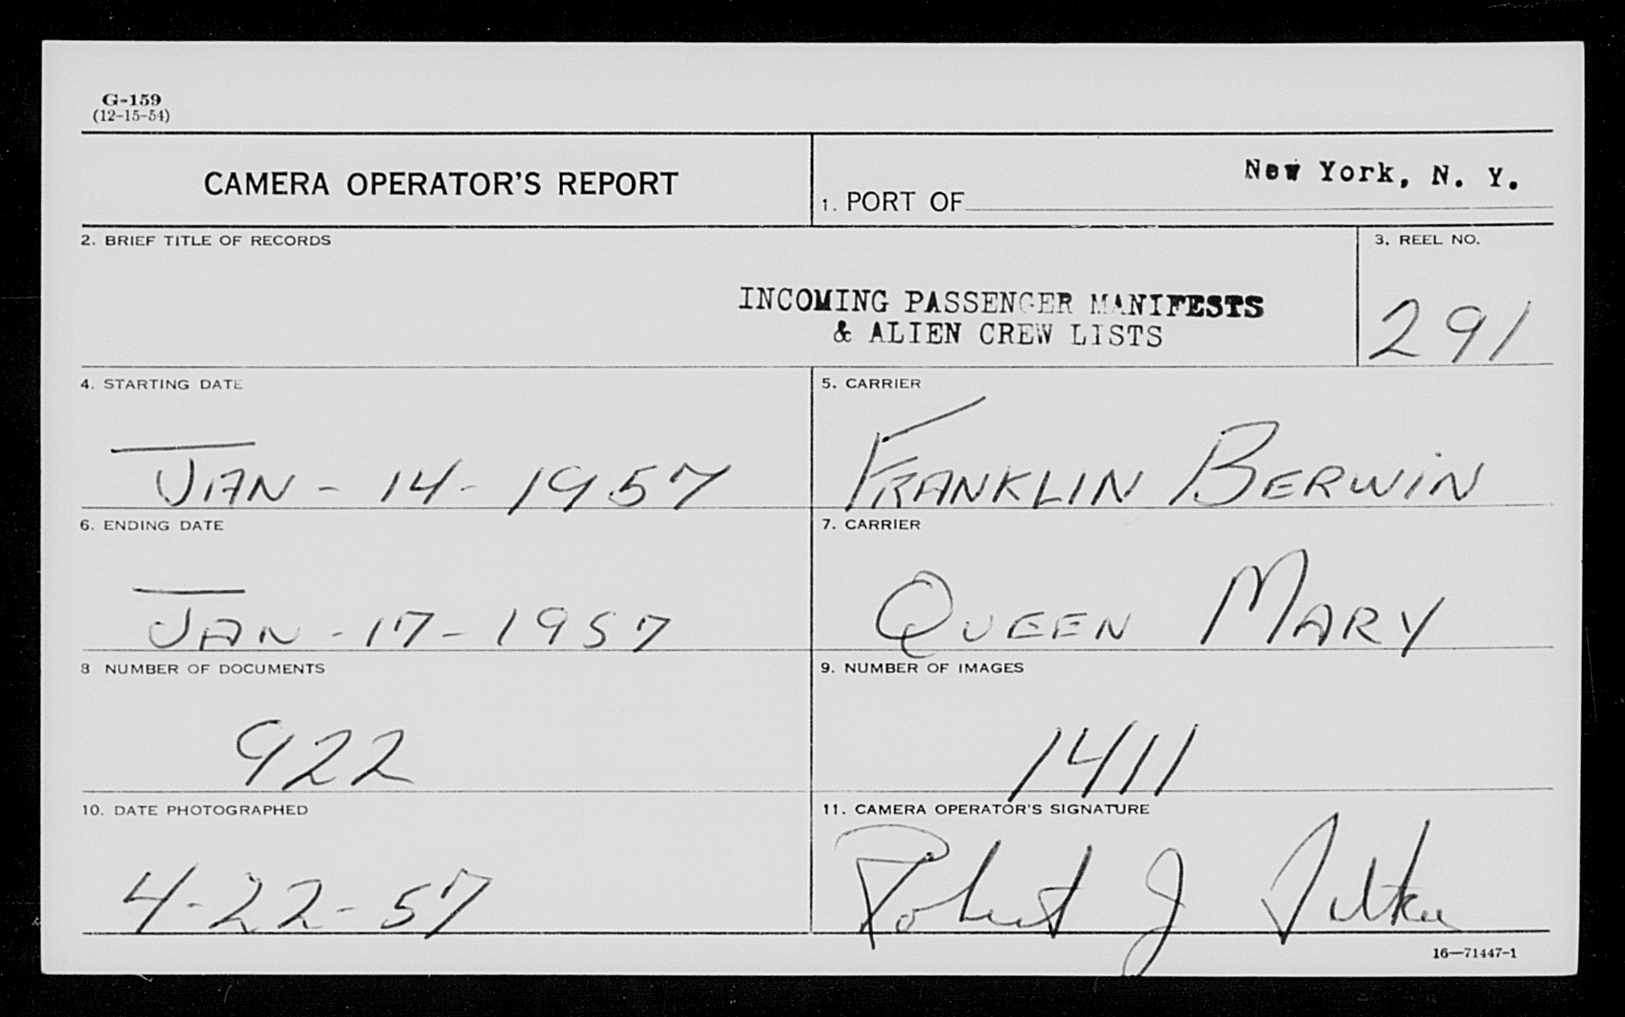 G-159
(12-15-54)
CAMERA OPERATOR'S REPORT
1. PORT OF New York, N. Y.
2. BRIEF TITLE OF RECORDS
INCOMING PASSENGER MANIFESTS
& ALIEN CREW LISTS
3. REEL NO.
291
4. STARTING DATE
JAN - 14 - 1957
5. CARRIER
FRANKLIN BERWIN
6. ENDING DATE
JAN - 17 - 1957
7. CARRIER
QUEEN MARY
8 NUMBER OF DOCUMENTS
922
9. NUMBER OF IMAGES
1411
10. DATE PHOTOGRAPHED
4-22-57
11. CAMERA OPERATOR'S SIGNATURE
Robert J
16—71447-1